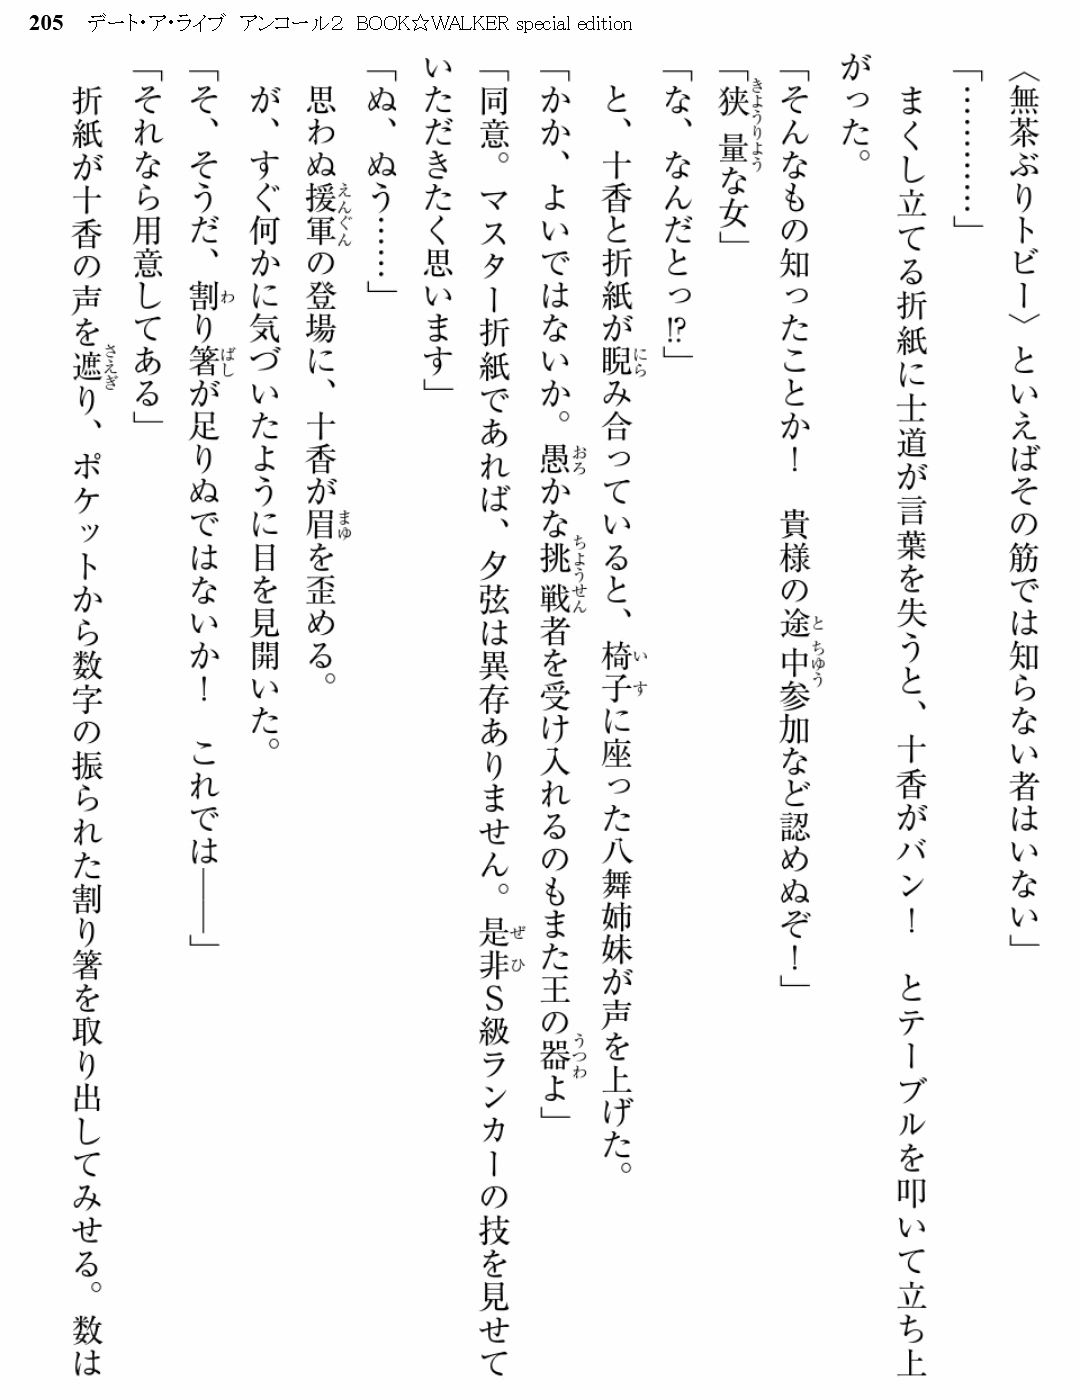 205 デート・ア・ライブ アンコール2 BOOK☆WALKER special edition
〈無茶ぶりトビー〉といえばその筋では知らない者はいない」
「…………」
まくし立てる折紙に士道が言葉を失うと、十香がバン！　とテーブルを叩いて立ち上
がった。
「そんなもの知ったことか！　貴様の途中参加など認めぬぞ！」
「狭量な女」
「な、なんだとっ!?」
と、十香と折紙が睨み合っていると、椅子に座った八舞姉妹が声を上げた。
「かか、よいではないか。愚かな挑戦者を受け入れるのもまた王の器よ」
「同意。マスター折紙であれば、夕弦は異存ありません。是非Ｓ級ランカーの技を見せて
いただきたく思います」
「ぬ、ぬう……」
思わぬ援軍の登場に、十香が眉を歪める。
が、すぐ何かに気づいたように目を見開いた。
「そ、そうだ、割り箸が足りぬではないか！　これでは――」
「それなら用意してある」
折紙が十香の声を遮り、ポケットから数字の振られた割り箸を取り出してみせる。数は